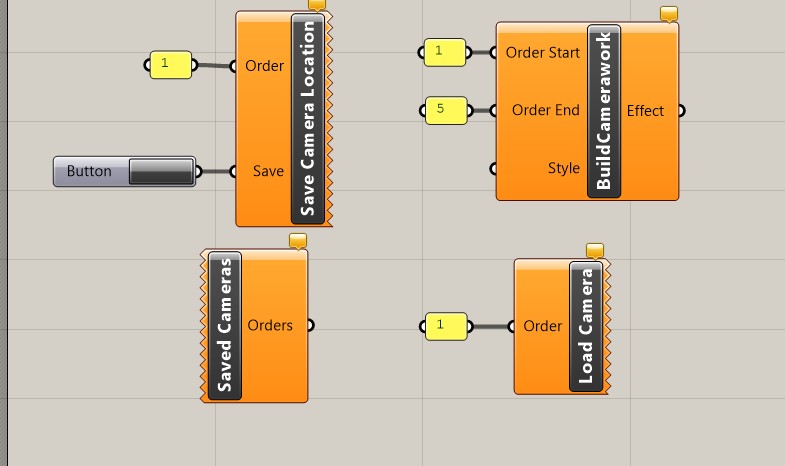 1
Order
Save Camera Location
Button
Save
1
Order Start
BuildCamerawork
5
Order End
Effect
Style
Saved Cameras
Orders
1
Order
Load Camera